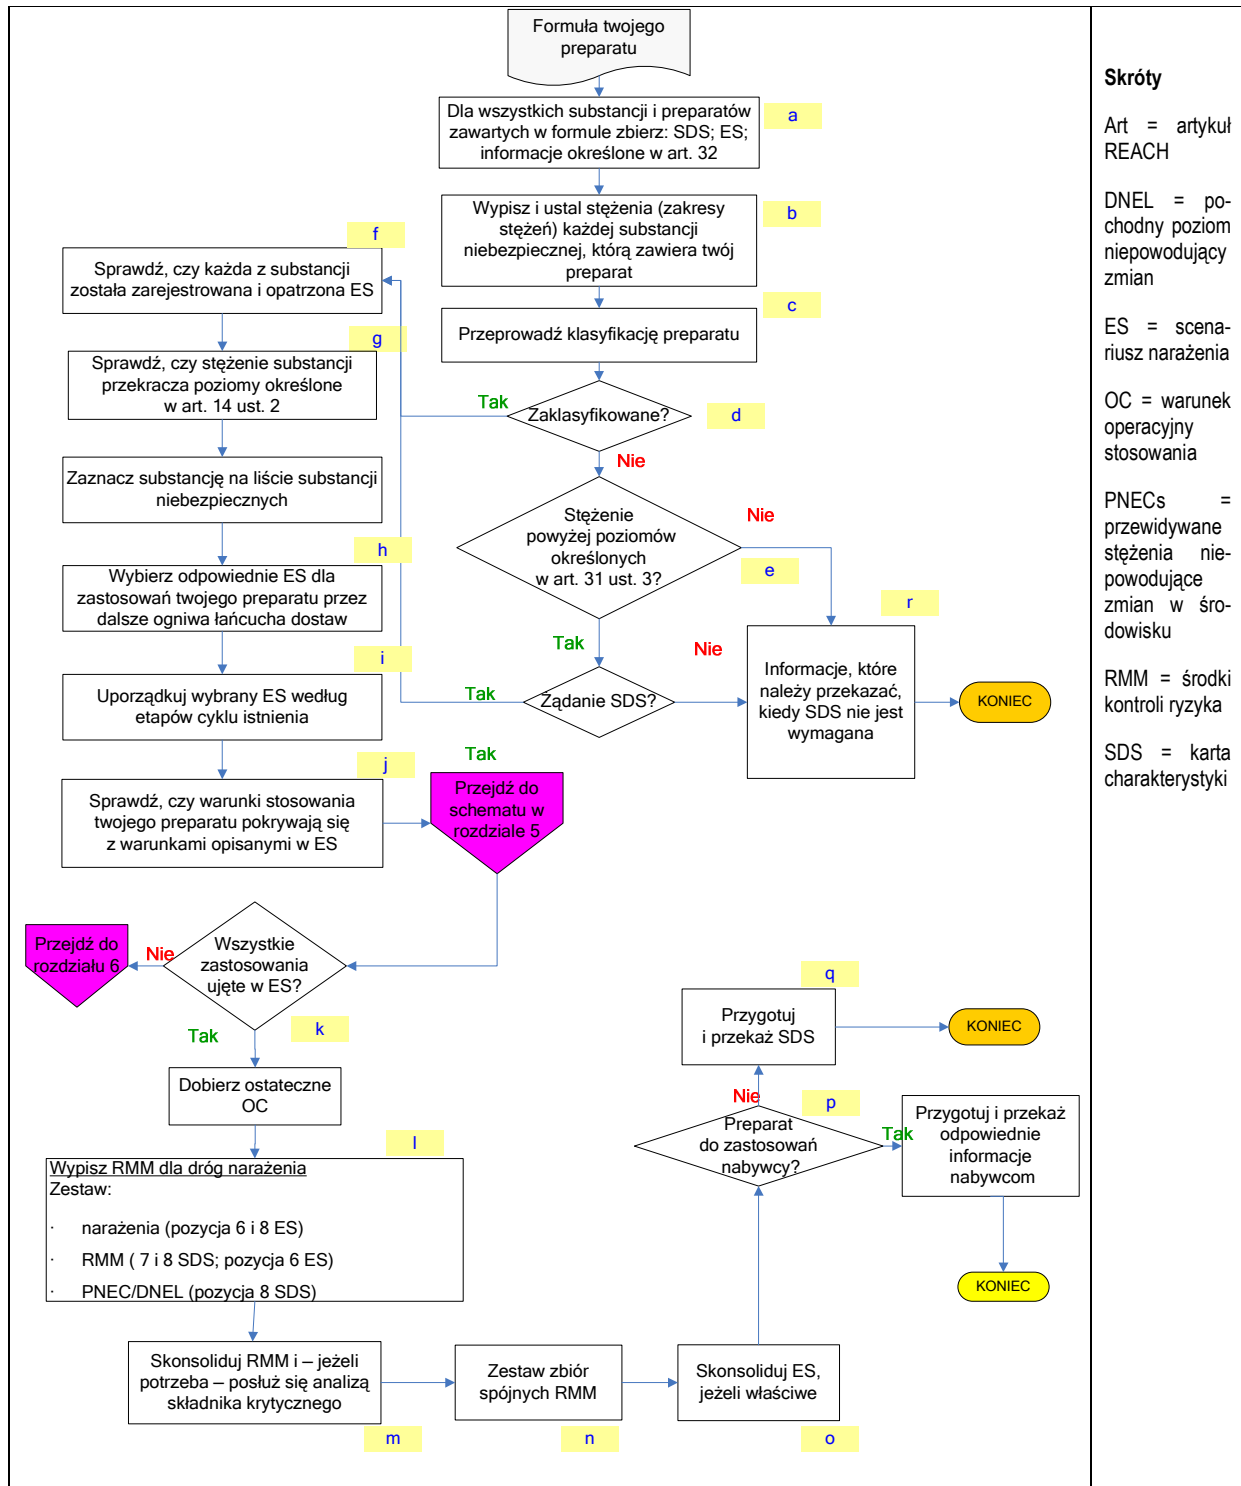 Formuła twojego
preparatu
Dla wszystkich substancji i preparatów
zawartych w formule zbierz: SDS; ES;
informacje określone w art. 32
a
Wypisz i ustal stężenia (zakresy
stężeń) każdej substancji
niebezpiecznej, którą zawiera twój
preparat
b
Przeprowadź klasyfikację preparatu
c
Zaklasyfikowane?
d
Tak
Nie
Stężenie
powyżej poziomów
określonych
w art. 31 ust. 3?
e
Nie
Tak
Żądanie SDS?
Tak
Nie
Informacje, które
należy przekazać,
kiedy SDS nie jest
wymagana
r
KONIEC
f
Sprawdź, czy każda z substancji
została zarejestrowana i opatrzona ES
g
Sprawdź, czy stężenie substancji
przekracza poziomy określone
w art. 14 ust. 2
Zaznacz substancję na liście substancji
niebezpiecznych
h
Wybierz odpowiednie ES dla
zastosowań twojego preparatu przez
dalsze ogniwa łańcucha dostaw
i
Uporządkuj wybrany ES według
etapów cyklu istnienia
j
Sprawdź, czy warunki stosowania
twojego preparatu pokrywają się
z warunkami opisanymi w ES
Tak
Przejdź do
schematu w
rozdziale 5
Wszystkie
zastosowania
ujęte w ES?
k
Nie
Przejdź do
rozdziału 6
Tak
Dobierz ostateczne
OC
l
Wypisz RMM dla dróg narażenia
Zestaw:
· narażenia (pozycja 6 i 8 ES)
· RMM ( 7 i 8 SDS; pozycja 6 ES)
· PNEC/DNEL (pozycja 8 SDS)
Skonsoliduj RMM i – jeżeli
potrzeba – posłuż się analizą
składnika krytycznego
m
Zestaw zbiór
spójnych RMM
n
Skonsoliduj ES,
jeżeli właściwe
o
Preparat
do zastosowań
nabywcy?
p
Nie
Tak
Przygotuj
i przekaż SDS
q
KONIEC
Przygotuj i przekaż
odpowiednie
informacje
nabywcom
KONIEC
Skróty
Art = artykuł
REACH
DNEL = po-
chodny poziom
niepowodujący
zmian
ES = scena-
riusz narażenia
OC = warunek
operacyjny
stosowania
PNECs =
przewidywane
stężenia nie-
powodujące
zmian w śro-
dowisku
RMM = środki
kontroli ryzyka
SDS = karta
charakterystyki